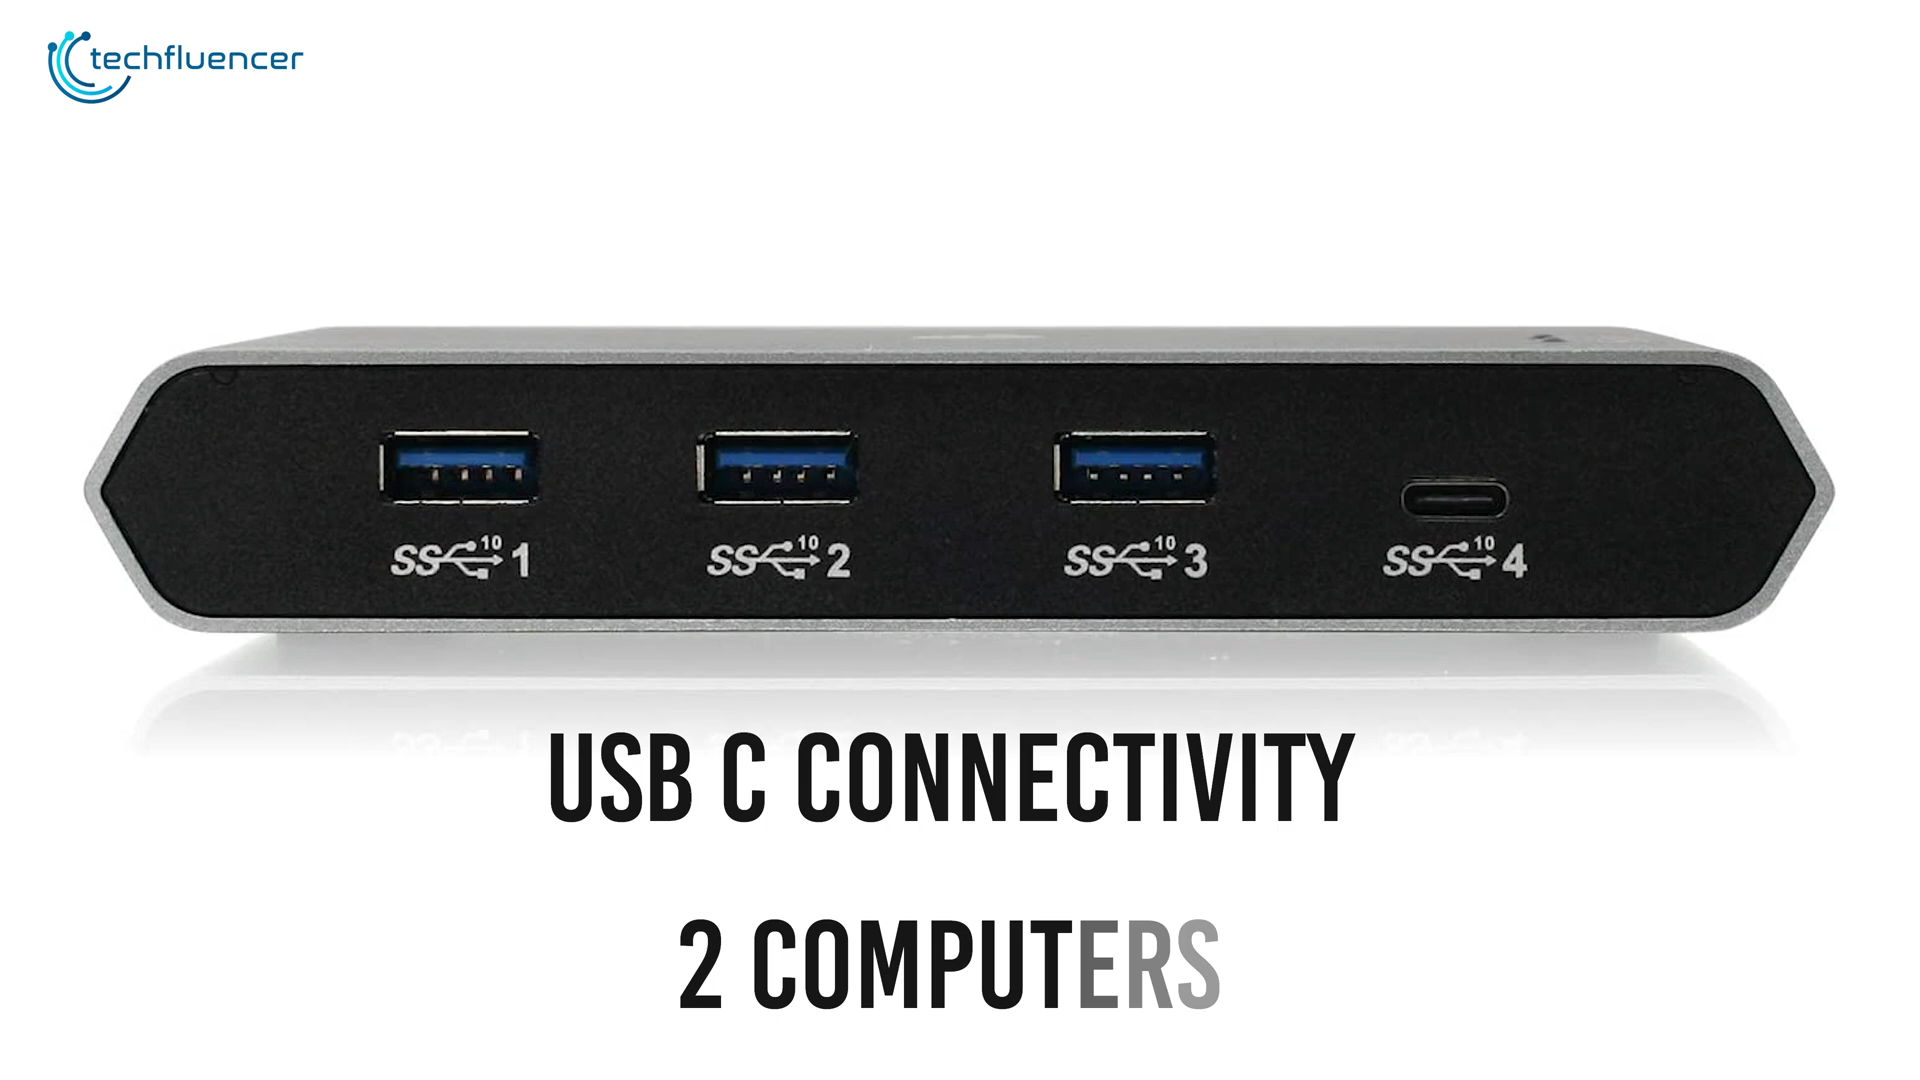 techfluencer
SS 10 1
SS 10 2
SS 10 3
SS 10 4
USB C CONNECTIVITY
2 COMPUTERS